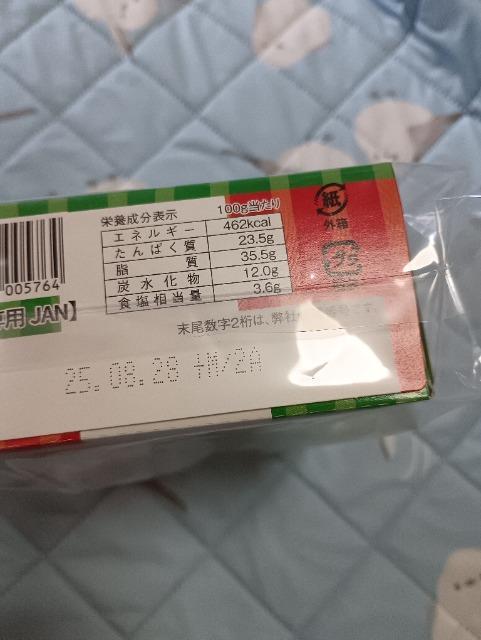 栄養成分表示 100g当たり
エネルギー 462kcal
たんぱく質 23.5g
脂質 35.5g
炭水化物 12.0g
食塩相当量 3.6g
紙
外箱
プラ
005764
専用 JAN】
末尾数字2桁は、弊社
25.08.28 +M/2A